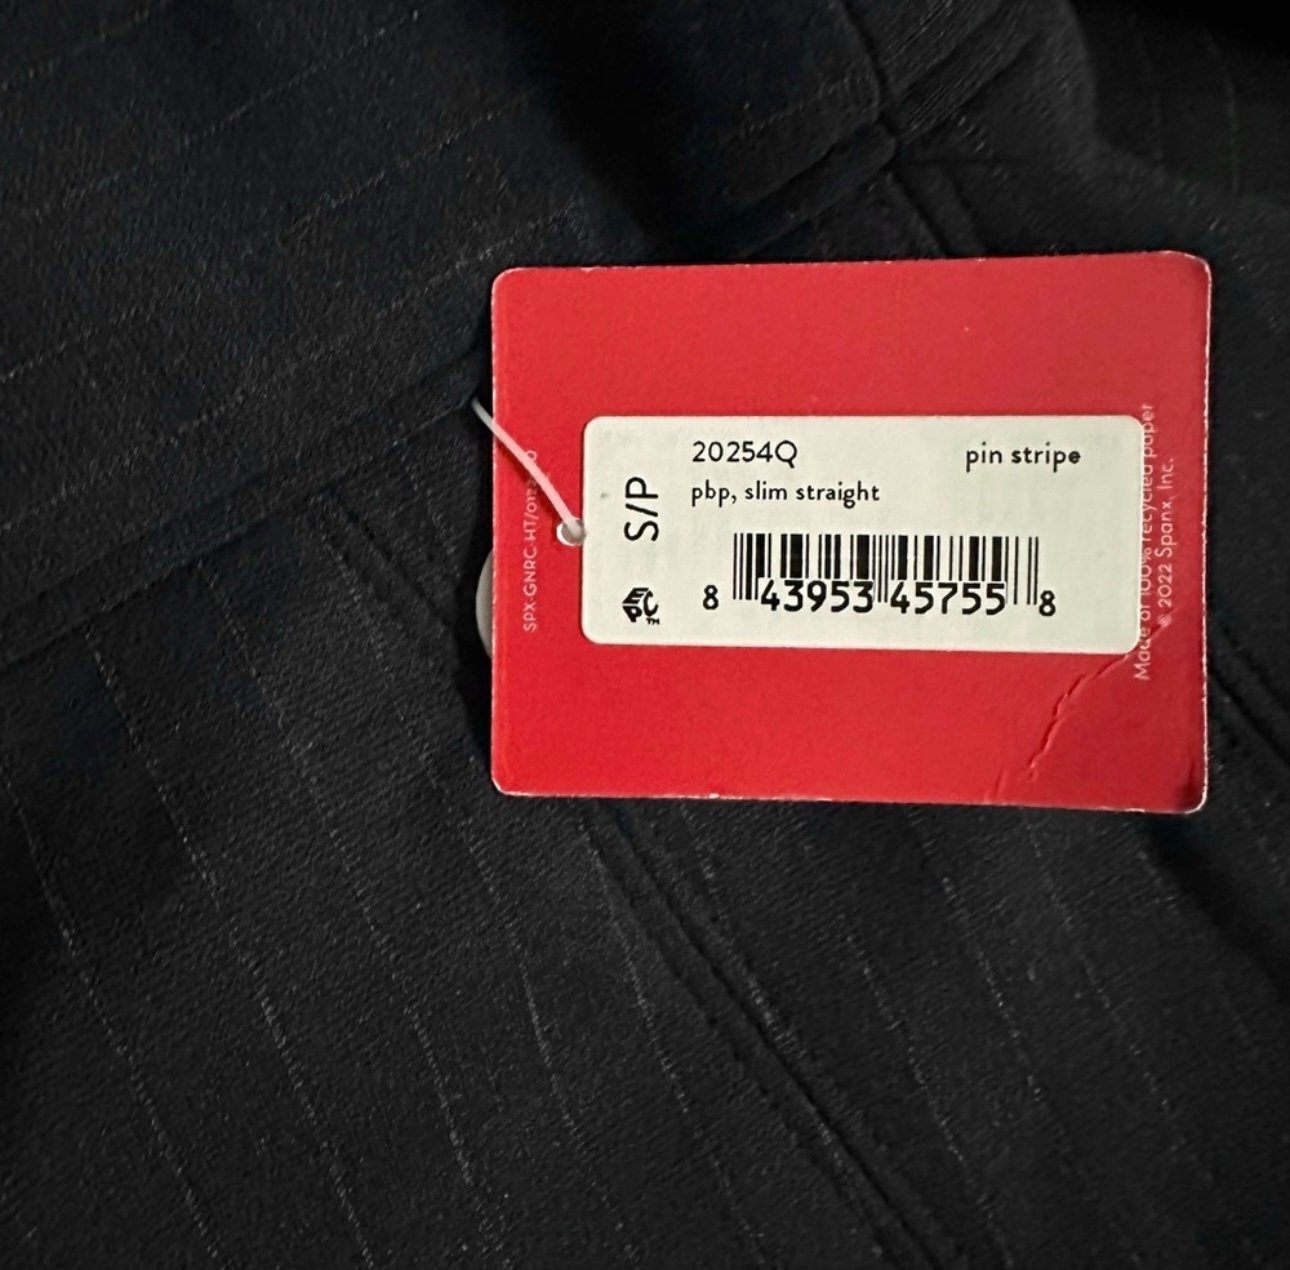 20254Q pin stripe
pbp, slim straight
S/P
8 43953 45755 8
EPC™
SPX-GNRC-HT/
Made of 100% recycled paper
© 2022 Spanx, Inc.